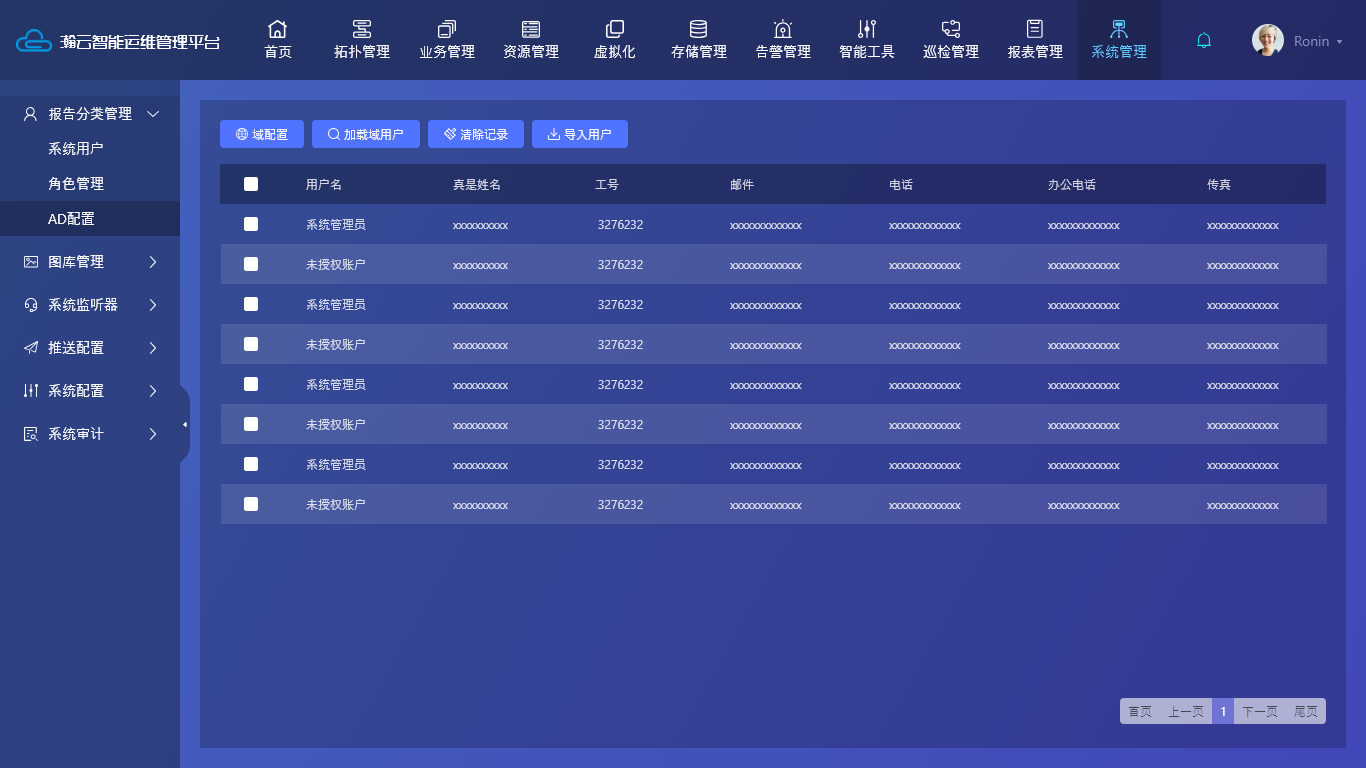 瀚云智能运维管理平台
首页 拓扑管理 业务管理 资源管理 虚拟化 存储管理 告警管理 智能工具 巡检管理 报表管理 系统管理 Ronin
报告分类管理
系统用户
角色管理
AD配置
图库管理
系统监听器
推送配置
系统配置
系统审计
域配置 加载域用户 清除记录 导入用户
用户名 真是姓名 工号 邮件 电话 办公电话 传真
系统管理员 xxxxxxxxxx 3276232 xxxxxxxxxxxxx xxxxxxxxxxxxx xxxxxxxxxxxxx xxxxxxxxxxxxx
未授权账户 xxxxxxxxxx 3276232 xxxxxxxxxxxxx xxxxxxxxxxxxx xxxxxxxxxxxxx xxxxxxxxxxxxx
系统管理员 xxxxxxxxxx 3276232 xxxxxxxxxxxxx xxxxxxxxxxxxx xxxxxxxxxxxxx xxxxxxxxxxxxx
未授权账户 xxxxxxxxxx 3276232 xxxxxxxxxxxxx xxxxxxxxxxxxx xxxxxxxxxxxxx xxxxxxxxxxxxx
系统管理员 xxxxxxxxxx 3276232 xxxxxxxxxxxxx xxxxxxxxxxxxx xxxxxxxxxxxxx xxxxxxxxxxxxx
未授权账户 xxxxxxxxxx 3276232 xxxxxxxxxxxxx xxxxxxxxxxxxx xxxxxxxxxxxxx xxxxxxxxxxxxx
系统管理员 xxxxxxxxxx 3276232 xxxxxxxxxxxxx xxxxxxxxxxxxx xxxxxxxxxxxxx xxxxxxxxxxxxx
未授权账户 xxxxxxxxxx 3276232 xxxxxxxxxxxxx xxxxxxxxxxxxx xxxxxxxxxxxxx xxxxxxxxxxxxx
首页 上一页 1 下一页 尾页